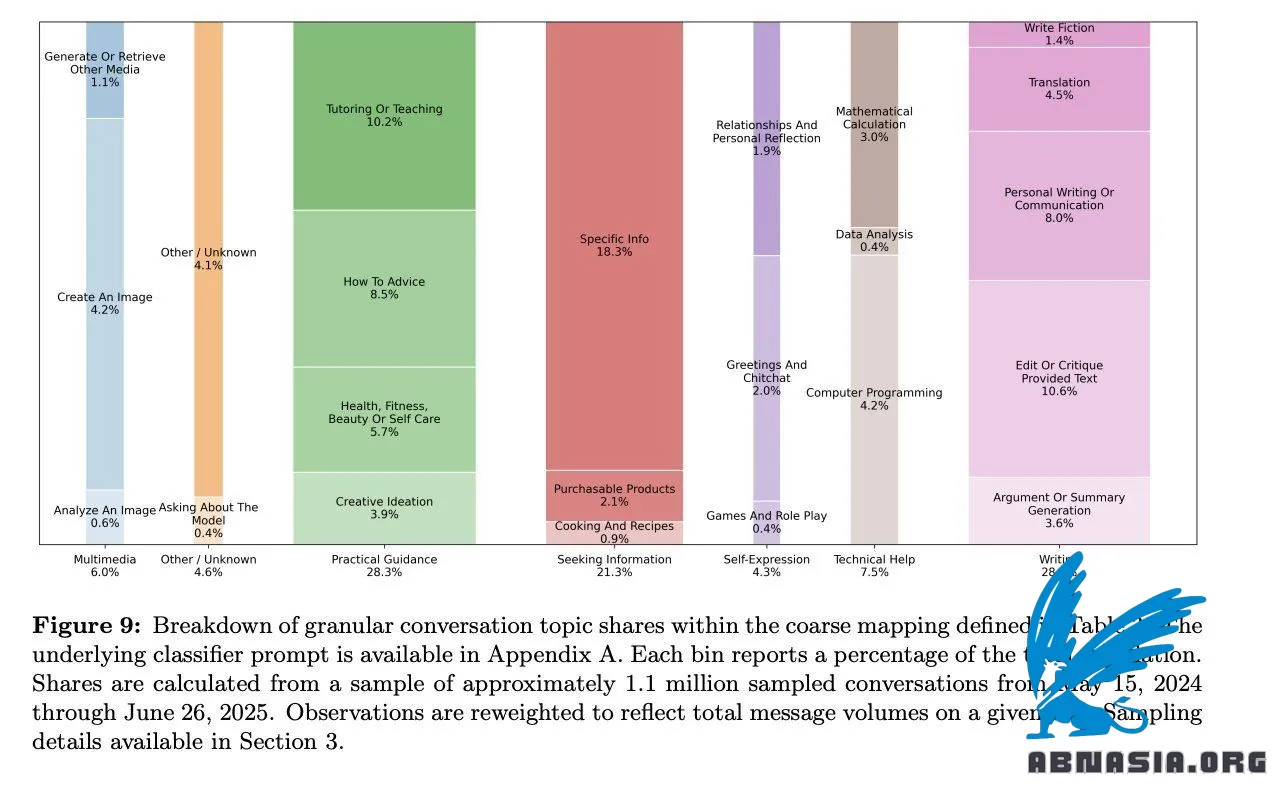 Generate Or Retrieve
Other Media
1.1%
Create An Image
4.2%
Analyze An Image
0.6%
Other / Unknown
4.1%
Asking About The
Model
0.4%
Tutoring Or Teaching
10.2%
How To Advice
8.5%
Health, Fitness,
Beauty Or Self Care
5.7%
Creative Ideation
3.9%
Specific Info
18.3%
Purchasable Products
2.1%
Cooking And Recipes
0.9%
Relationships And
Personal Reflection
1.9%
Greetings And
Chitchat
2.0%
Games And Role Play
0.4%
Mathematical
Calculation
3.0%
Data Analysis
0.4%
Computer Programming
4.2%
Write Fiction
1.4%
Translation
4.5%
Personal Writing Or
Communication
8.0%
Edit Or Critique
Provided Text
10.6%
Argument Or Summary
Generation
3.6%
Multimedia
6.0%
Other / Unknown
4.6%
Practical Guidance
28.3%
Seeking Information
21.3%
Self-Expression
4.3%
Technical Help
7.5%
Figure 9: Breakdown of granular conversation topic shares within the coarse mapping defined
underlying classifier prompt is available in Appendix A. Each bin reports a percentage of the
Shares are calculated from a sample of approximately 1.1 million sampled conversations from May 15, 2024
through June 26, 2025. Observations are reweighted to reflect total message volumes on a given Sampling
details available in Section 3.
ABNASIA.ORG